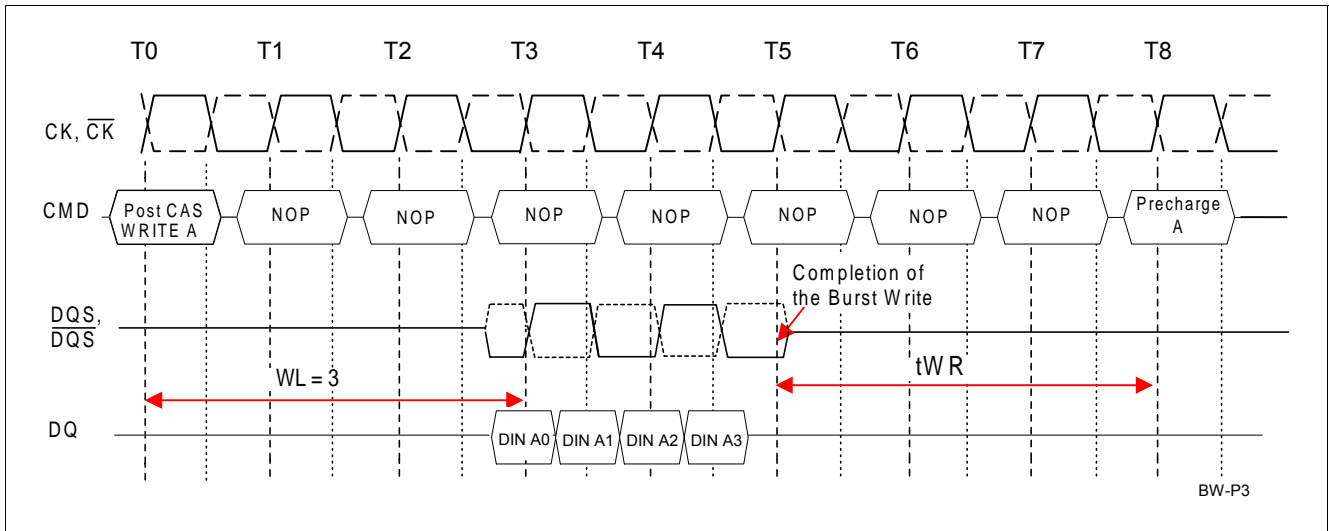 T0 T1 T2 T3 T4 T5 T6 T7 T8
CK, CK
CMD
Post CAS
WRITE A
NOP NOP NOP NOP NOP NOP NOP
Precharge
A
Completion of
the Burst Write
DQS,
DQS
WL = 3
tWR
DQ
DIN A0 DIN A1 DIN A2 DIN A3
BW-P3